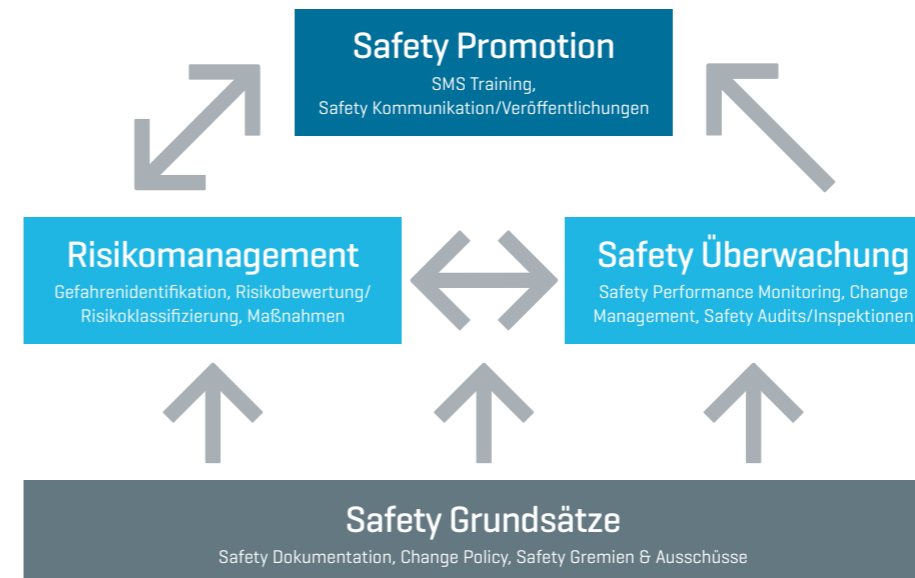 Safety Promotion
SMS Training,
Safety Kommunikation/Veröffentlichungen
Risikomanagement
Gefahrenidentifikation, Risikobewertung/
Risikoklassifizierung, Maßnahmen
Safety Überwachung
Safety Performance Monitoring, Change
Management, Safety Audits/Inspektionen
Safety Grundsätze
Safety Dokumentation, Change Policy, Safety Gremien & Ausschüsse